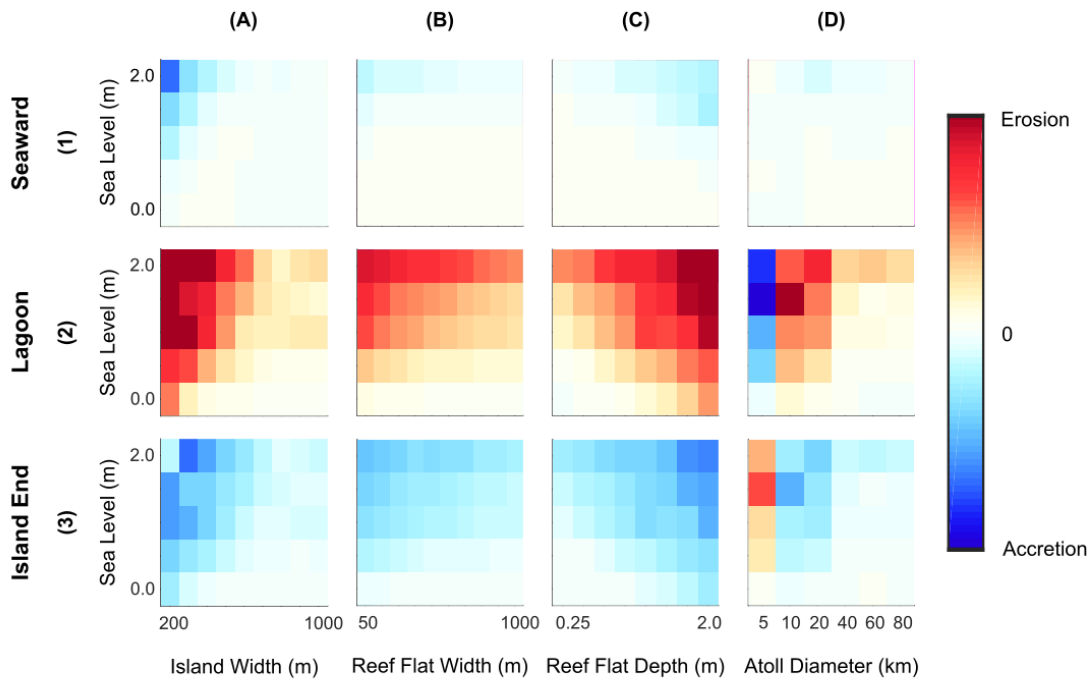 (A) (B) (C) (D)
Seaward
(1)
Sea Level (m)
2.0
0.0
Lagoon
(2)
Sea Level (m)
2.0
0.0
Island End
(3)
Sea Level (m)
2.0
0.0
200 1000 50 1000 0.25 2.0 5 10 20 40 60 80
Island Width (m) Reef Flat Width (m) Reef Flat Depth (m) Atoll Diameter (km)
Erosion
0
Accretion